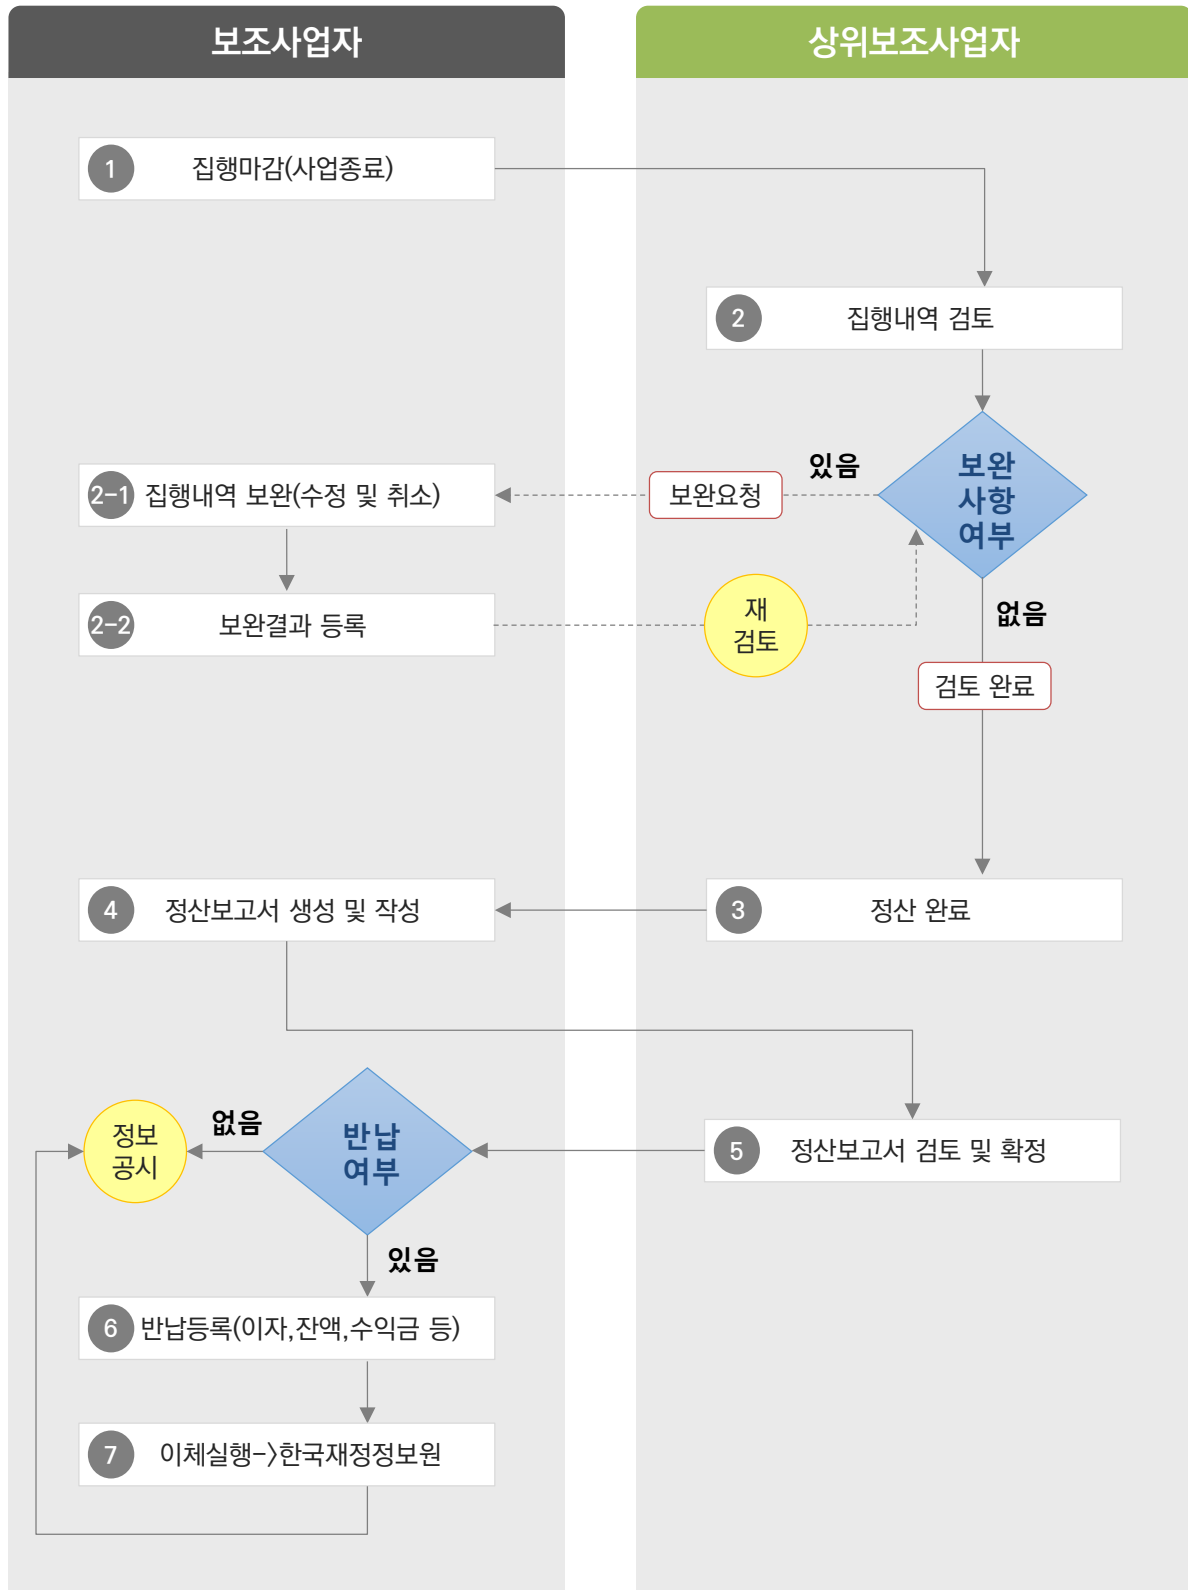 보조사업자
상위보조사업자
1 집행마감(사업종료)
2 집행내역 검토
보완
사항
여부
있음
보완요청
2-1 집행내역 보완(수정 및 취소)
2-2 보완결과 등록
재
검토
없음
검토 완료
3 정산 완료
4 정산보고서 생성 및 작성
5 정산보고서 검토 및 확정
반납
여부
없음
정보
공시
있음
6 반납등록(이자,잔액,수익금 등)
7 이체실행->한국재정정보원